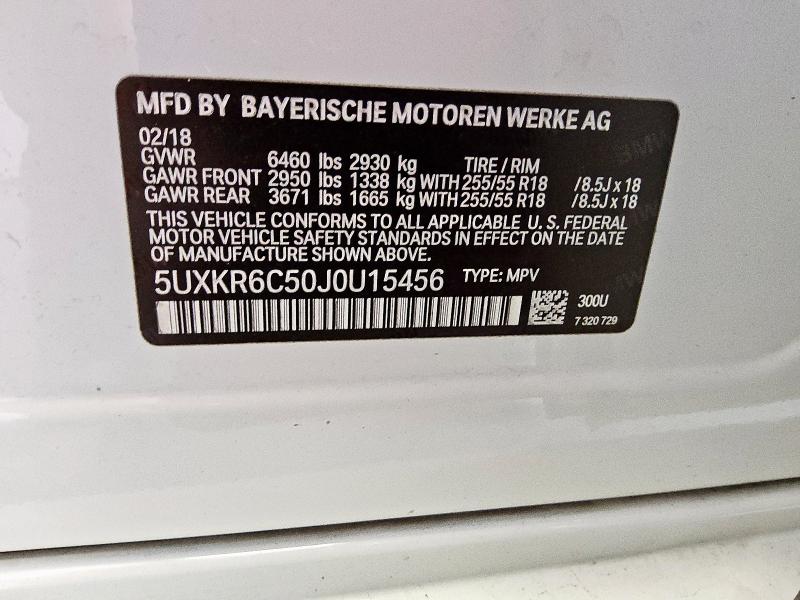 MFD BY BAYERISCHE MOTOREN WERKE AG
02/18
GVWR 6460 lbs 2930 kg TIRE / RIM
GAWR FRONT 2950 lbs 1338 kg WITH 255/55 R18 /8.5J x 18
GAWR REAR 3671 lbs 1665 kg WITH 255/55 R18 /8.5J x 18
THIS VEHICLE CONFORMS TO ALL APPLICABLE U. S. FEDERAL
MOTOR VEHICLE SAFETY STANDARDS IN EFFECT ON THE DATE
OF MANUFACTURE SHOWN ABOVE.
5UXKR6C50J0U15456 TYPE: MPV
300U
7 320 729